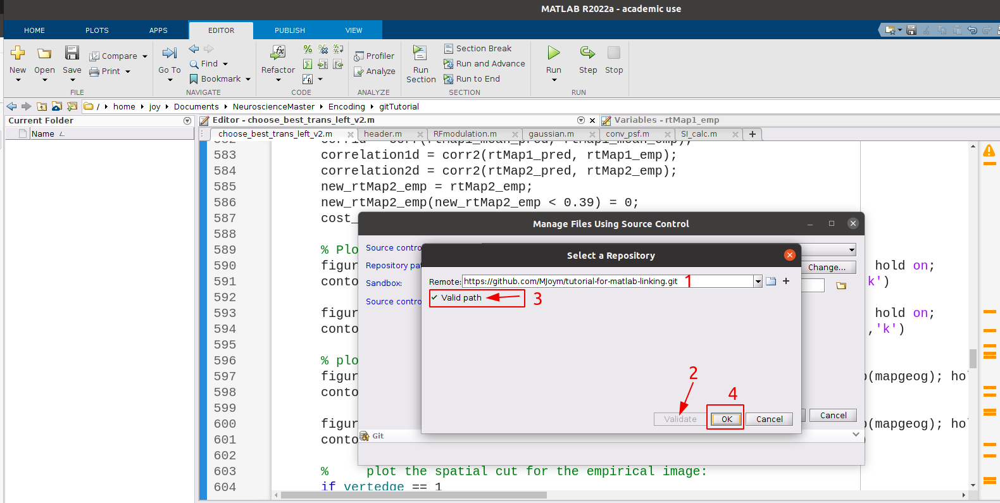 MATLAB R2022a - academic use
HOME PLOTS APPS EDITOR PUBLISH VIEW
New Open Save Compare Print
FILE
Go To Find Bookmark
NAVIGATE
Refactor
CODE
Profiler
Analyze
ANALYZE
Run Section
Section Break
Run and Advance
Run to End
SECTION
Run Step Stop
RUN
/ home joy Documents NeuroscienceMaster Encoding gitTutorial
Current Folder
Name
Editor - choose_best_trans_left_v2.m
Variables - rtMap1_emp
choose_best_trans_left_v2.m header.m RFmodulation.m gaussian.m conv_psf.m SI_calc.m +
583 correlation1d = corr2(rtMap1_pred, rtMap1_emp);
584 correlation2d = corr2(rtMap2_pred, rtMap2_emp);
585 new_rtMap2_emp = rtMap2_emp;
586 new_rtMap2_emp(new_rtMap2_emp < 0.39) = 0;
587 cost_
588
589 % Plo
590 figur hold on;
591 conto k')
592
593 figur hold on;
594 conto ,'k')
595
596 % plo
597 figur (mapgeog); hol
598 conto
599
600 figur (mapgeog); hol
601 conto )
602
603 % plot the spatial cut for the empirical image:
604 if vertedge == 1
Manage Files Using Source Control
Source contro
Repository pa Change...
Sandbox:
Source contro
Cancel
Git
Select a Repository
Remote: https://github.com/MJoym/tutorial-for-matlab-linking.git 1
Valid path 3
2
4
Validate OK Cancel